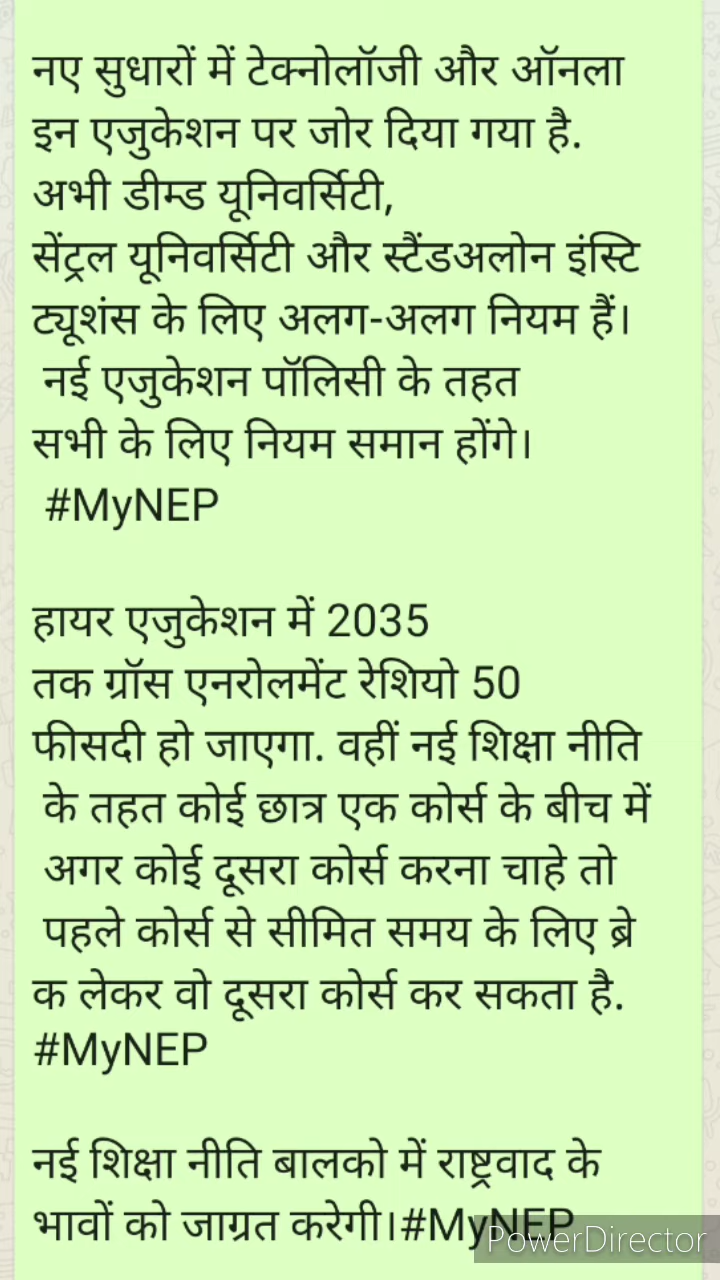 नए सुधारों में टेक्नोलॉजी और ऑनला
इन एजुकेशन पर जोर दिया गया है.
अभी डीम्ड यूनिवर्सिटी,
सेंट्रल यूनिवर्सिटी और स्टैंडअलोन इंस्टि
ट्यूशंस के लिए अलग-अलग नियम हैं।
नई एजुकेशन पॉलिसी के तहत
सभी के लिए नियम समान होंगे।
#MyNEP
हायर एजुकेशन में 2035
तक ग्रॉस एनरोलमेंट रेशियो 50
फीसदी हो जाएगा. वहीं नई शिक्षा नीति
के तहत कोई छात्र एक कोर्स के बीच में
अगर कोई दूसरा कोर्स करना चाहे तो
पहले कोर्स से सीमित समय के लिए ब्रे
क लेकर वो दूसरा कोर्स कर सकता है.
#MyNEP
नई शिक्षा नीति बालको में राष्ट्रवाद के
भावों को जाग्रत करेगी।#MyNEP
PowerDirector